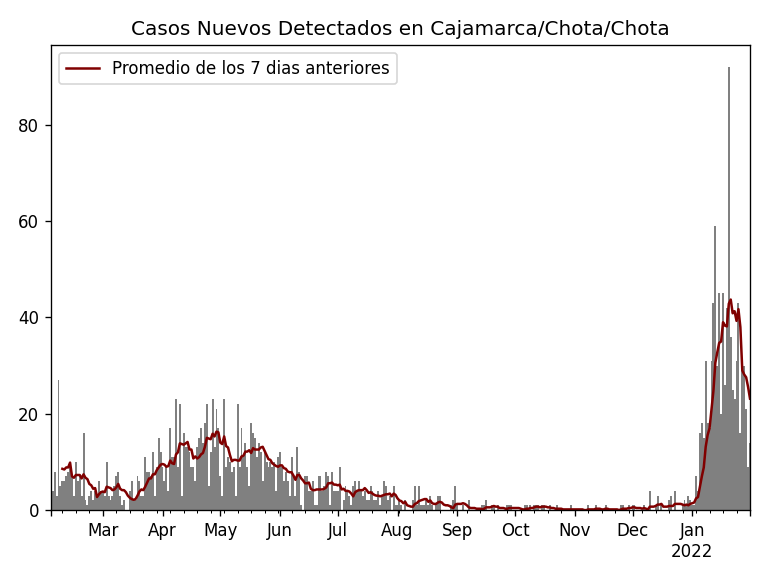 Casos Nuevos Detectados en Cajamarca/Chota/Chota
Promedio de los 7 dias anteriores
80
60
40
20
0
Mar Apr May Jun Jul Aug Sep Oct Nov Dec Jan
2022